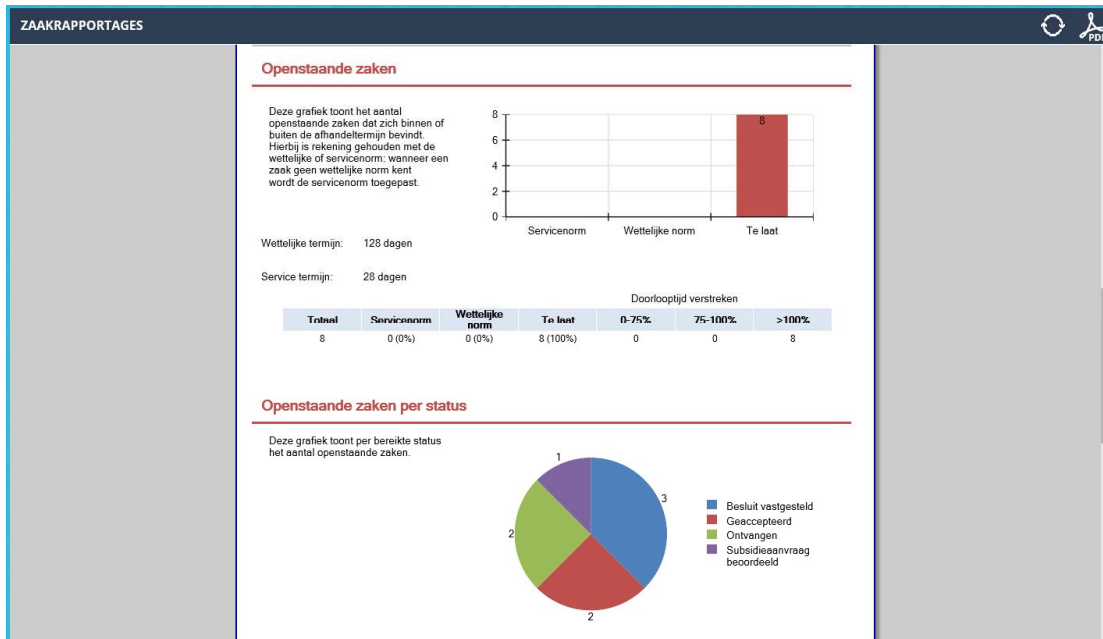 ZAAKRAPPORTAGES
PDF
Openstaande zaken
Deze grafiek toont het aantal
openstaande zaken dat zich binnen of
buiten de afhandeltermijn bevindt.
Hierbij is rekening gehouden met de
wettelijke of servicenorm: wanneer een
zaak geen wettelijke norm kent
wordt de servicenorm toegepast.
8
6
4
2
0
8
Servicenorm Wettelijke norm Te laat
Wettelijke termijn: 128 dagen
Service termijn: 28 dagen
Doorlooptijd verstreken
Totaal Servicenorm Wettelijke norm Te laat 0-75% 75-100% >100%
8 0 (0%) 0 (0%) 8 (100%) 0 0 8
Openstaande zaken per status
Deze grafiek toont per bereikte status
het aantal openstaande zaken.
1
3
2
2
Besluit vastgesteld
Geaccepteerd
Ontvangen
Subsidieaanvraag
beoordeeld